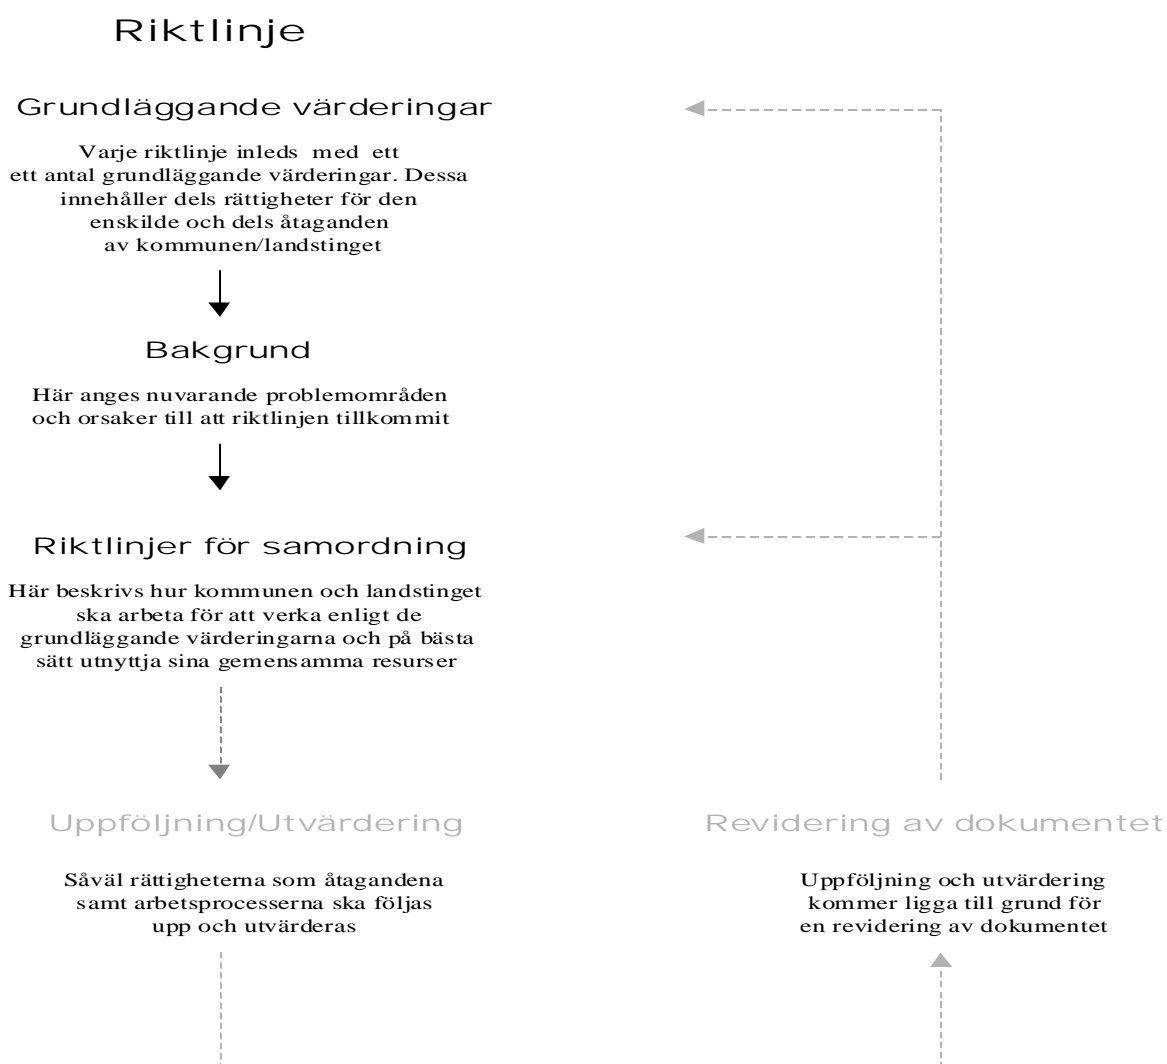 Riktlinje
Grundläggande värderingar
Varje riktlinje inleds med ett
ett antal grundläggande värderingar. Dessa
innehåller dels rättigheter för den
enskilde och dels åtaganden
av kommunen/landstinget
Bakgrund
Här anges nuvarande problemområden
och orsaker till att riktlinjen tillkommit
Riktlinjer för samordning
Här beskrivs hur kommunen och landstinget
ska arbeta för att verka enligt de
grundläggande värderingarna och på bästa
sätt utnyttja sina gemensamma resurser
Uppföljning/Utvärdering
Såväl rättigheterna som åtagandena
samt arbetsprocesserna ska följas
upp och utvärderas
Revidering av dokumentet
Uppföljning och utvärdering
kommer ligga till grund för
en revidering av dokumentet